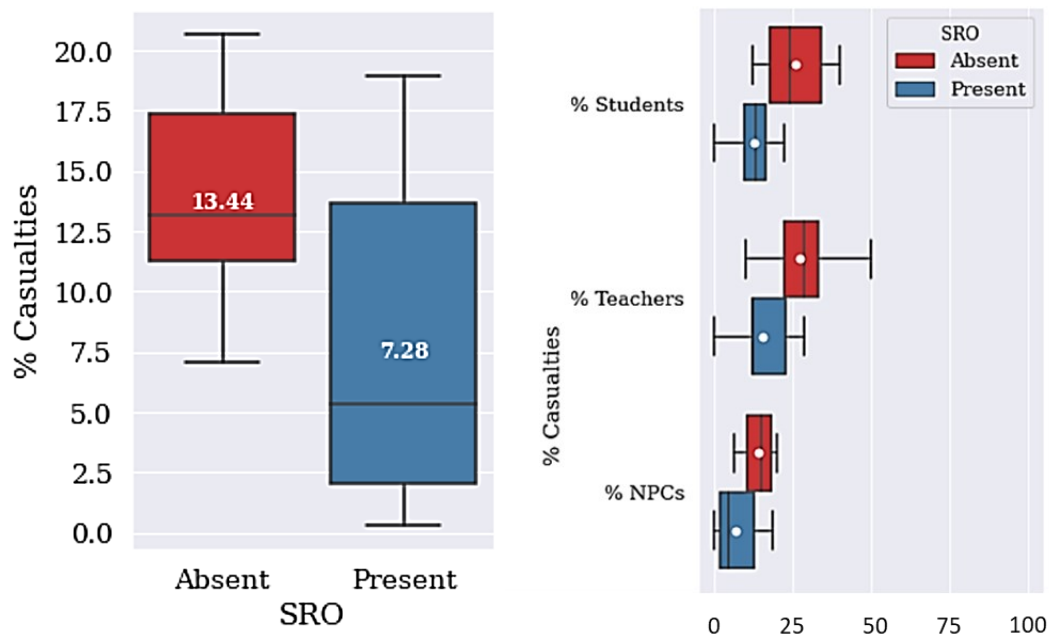 % Casualties
20.0
17.5
15.0
12.5
10.0
7.5
5.0
2.5
0.0
13.44
7.28
Absent Present
SRO
% Casualties
% Students
% Teachers
% NPCs
SRO
Absent
Present
0 25 50 75 100